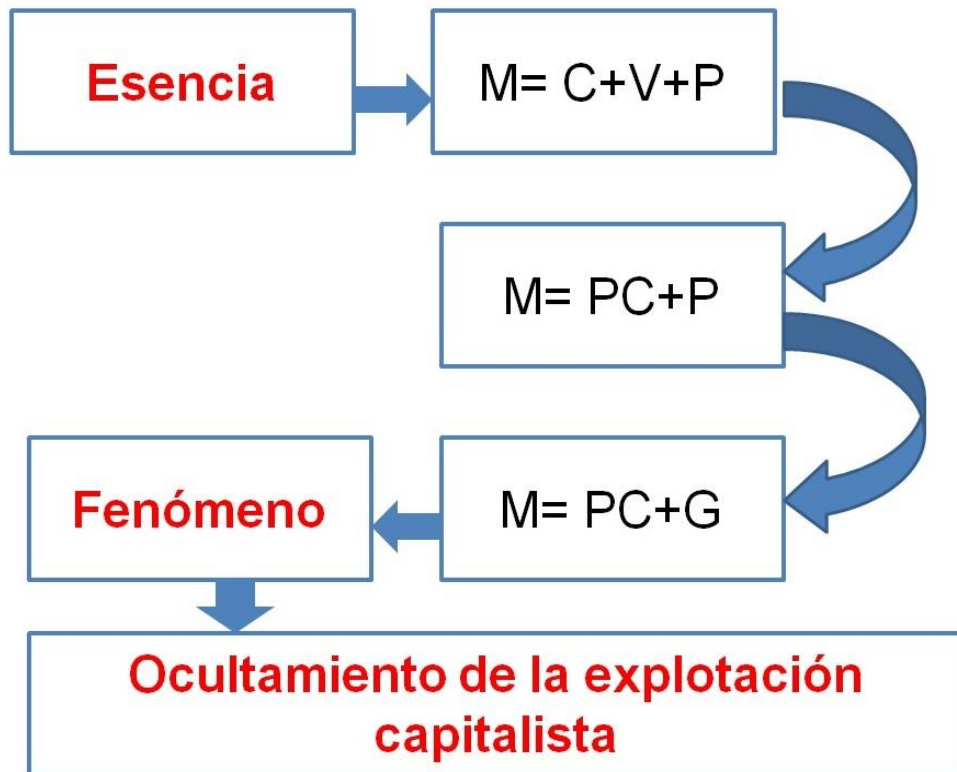 Esencia
M= C+V+P
M= PC+P
Fenómeno
M= PC+G
Ocultamiento de la explotación
capitalista